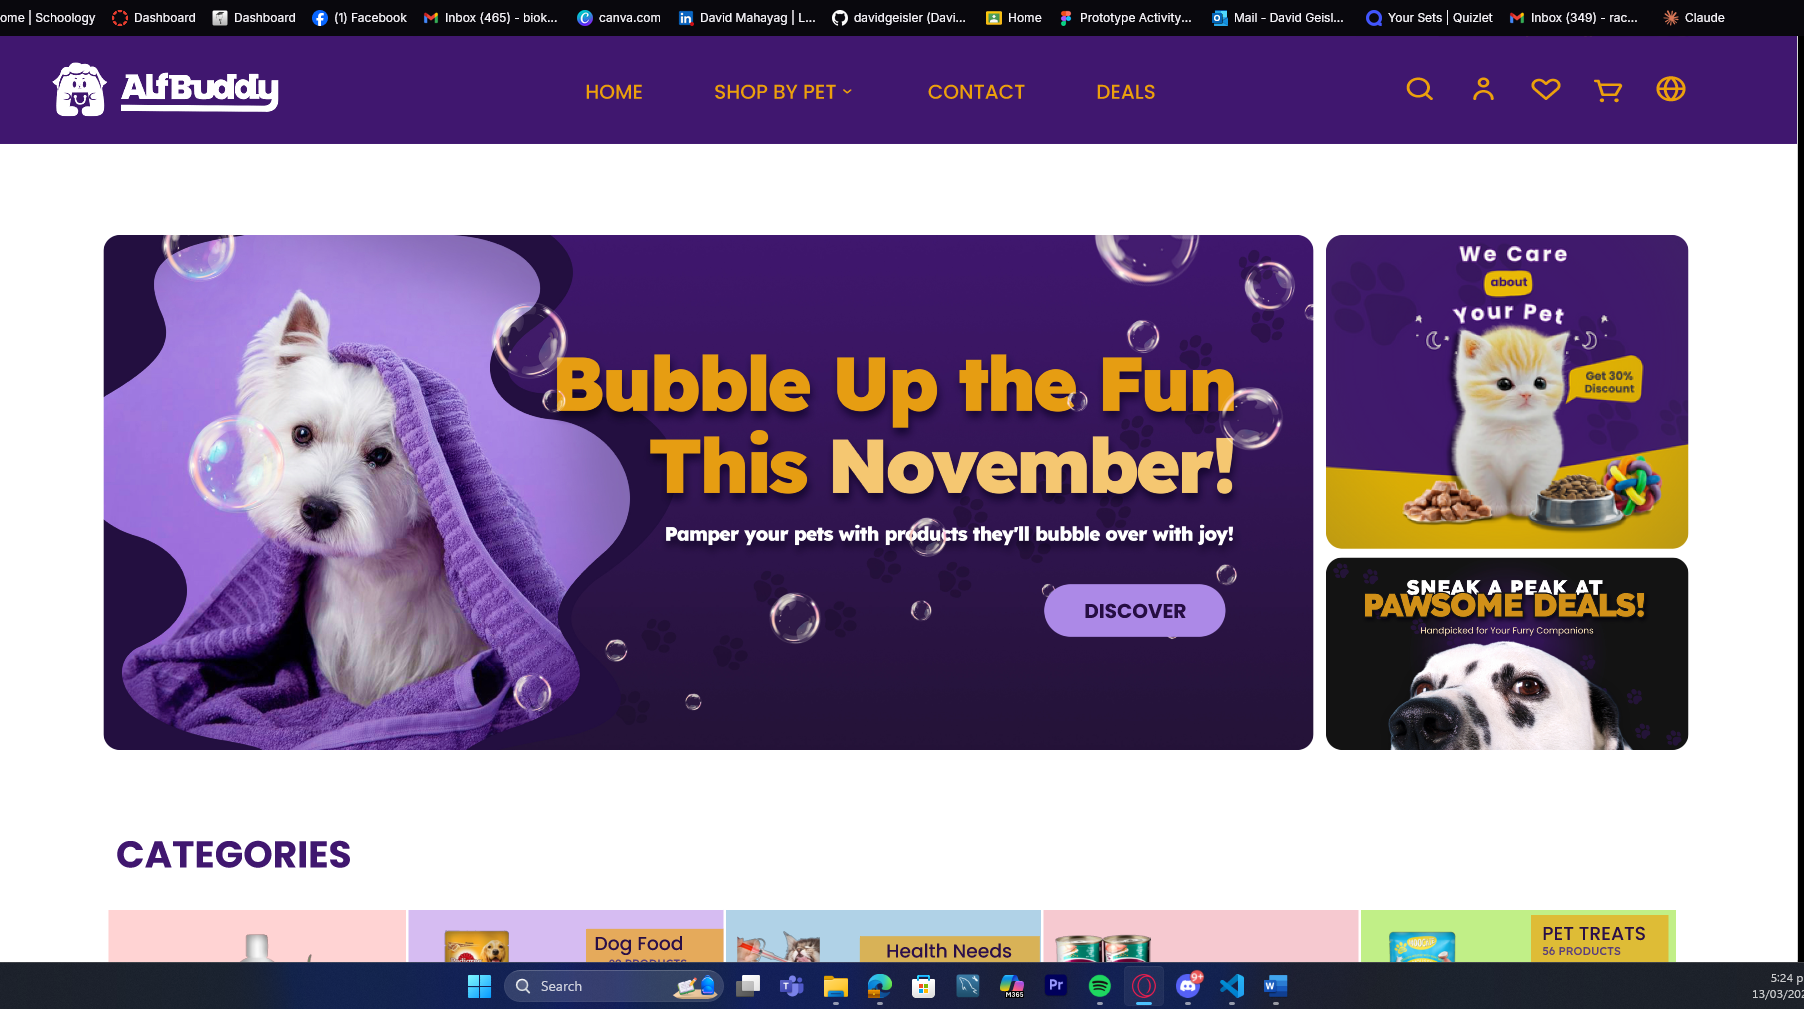 ome | Schoology
Dashboard
Dashboard
(1) Facebook
Inbox (465) - biok...
canva.com
David Mahayag | L...
davidgeisler (Davi...
Home
Prototype Activity...
Mail - David Geisl...
Your Sets | Quizlet
Inbox (349) - rac...
Claude
AlfBuddy
HOME
SHOP BY PET
CONTACT
DEALS
Bubble Up the Fun
This November!
Pamper your pets with products they'll bubble over with joy!
DISCOVER
We Care
about
Your Pet
Get 30%
Discount
SNEAK A PEAK AT
PAWSOME DEALS!
Handpicked for Your Furry Companions
CATEGORIES
Dog Food
Health Needs
PET TREATS
56 PRODUCTS
Search
M365
Pr
9+
5:24 p
13/03/202